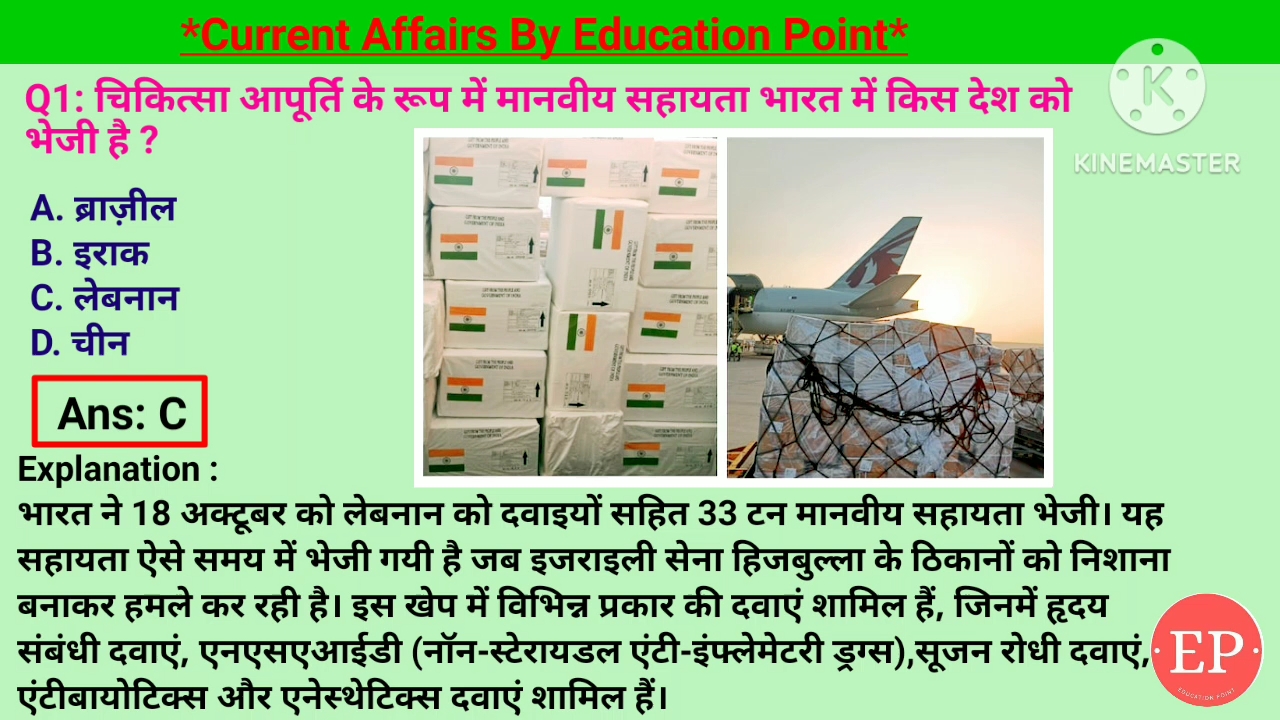 *Current Affairs By Education Point*
Q1: चिकित्सा आपूर्ति के रूप में मानवीय सहायता भारत में किस देश को
भेजी है ?
KINEMASTER
A. ब्राज़ील
B. इराक
C. लेबनान
D. चीन
Ans: C
Explanation :
भारत ने 18 अक्टूबर को लेबनान को दवाइयों सहित 33 टन मानवीय सहायता भेजी। यह
सहायता ऐसे समय में भेजी गयी है जब इजराइली सेना हिजबुल्ला के ठिकानों को निशाना
बनाकर हमले कर रही है। इस खेप में विभिन्न प्रकार की दवाएं शामिल हैं, जिनमें हृदय
संबंधी दवाएं, एनएसएआईडी (नॉन-स्टेरायडल एंटी-इंफ्लेमेटरी ड्रग्स),सूजन रोधी दवाएं,
एंटीबायोटिक्स और एनेस्थेटिक्स दवाएं शामिल हैं।
EP
EDUCATION POINT